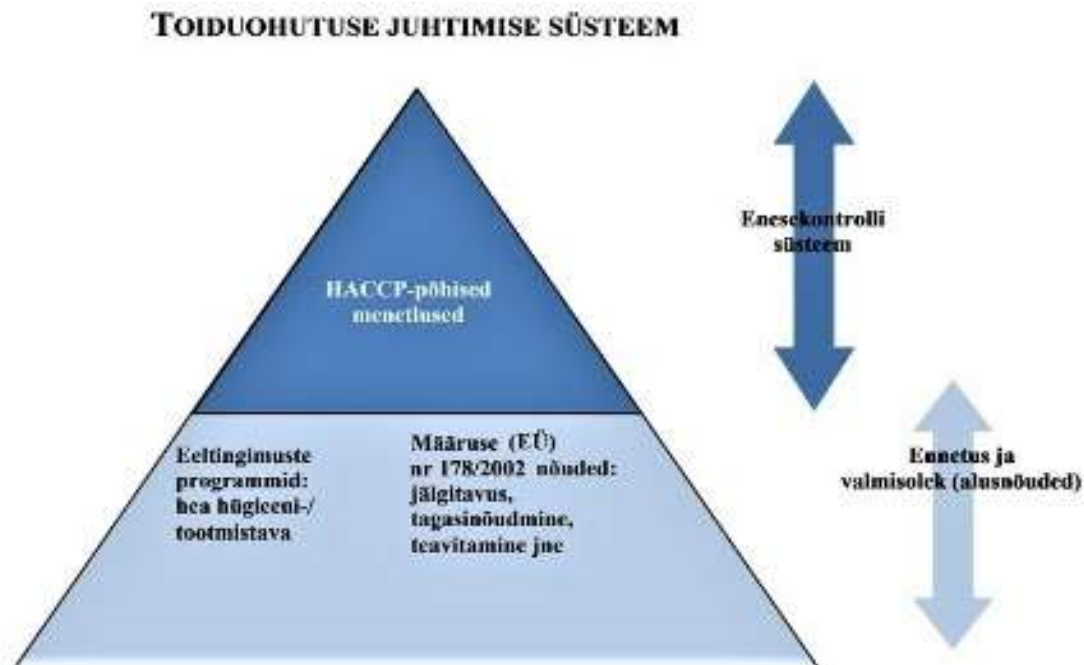 TOIDUOHUTUSE JUHTIMISE SÜSTEEM
Enesekontrolli
süsteem
HACCP-põhised
menetlused
Eeltingimuste
programmid:
hea hügieeni-/
tootmistava
Määruse (EÜ)
nr 178/2002 nõuded:
jälgitavus,
tagasinõudmine,
teavitamine jne
Ennetus ja
valmisolek (alusnõuded)